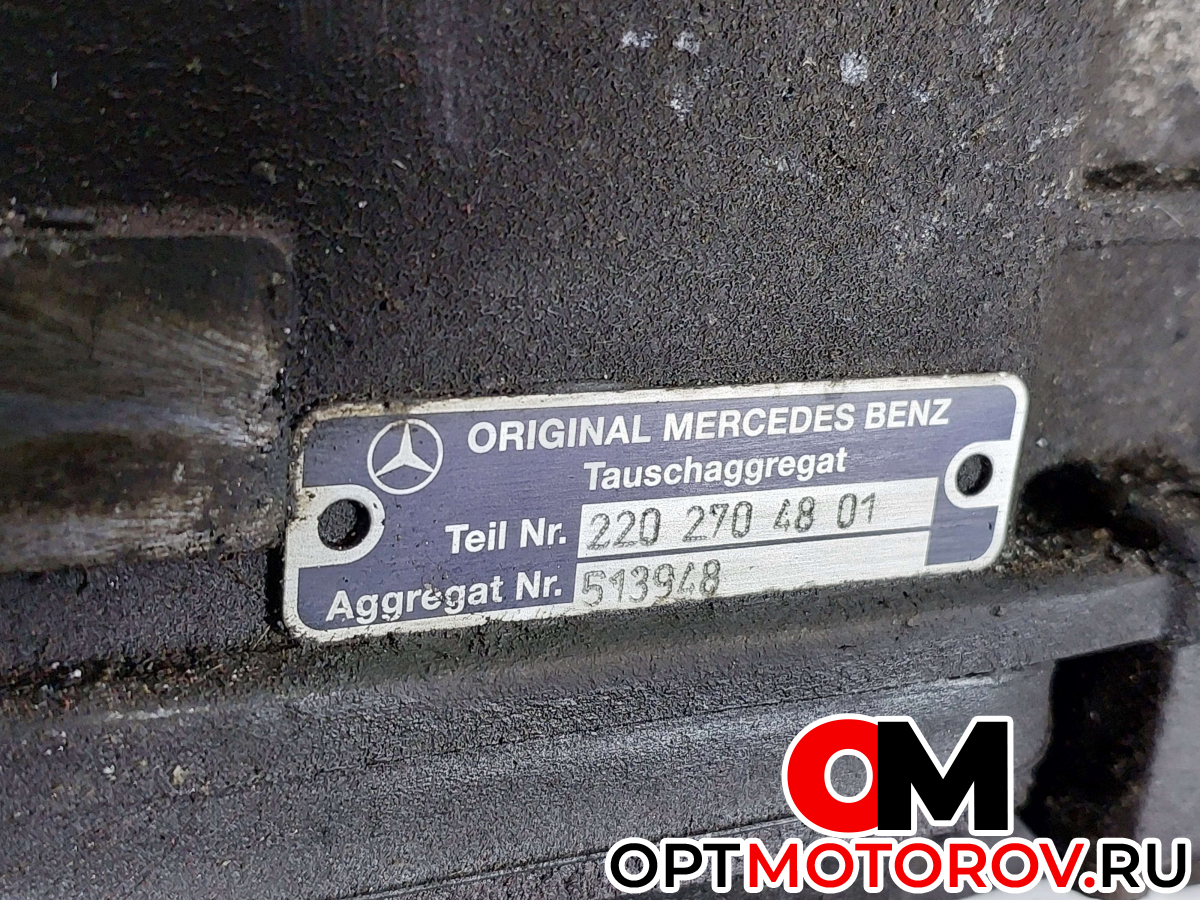 ORIGINAL MERCEDES BENZ
Tauschaggregat
Teil Nr. 220 270 48 01
Aggregat Nr. 513948
OM
OPTMOTOROV.RU